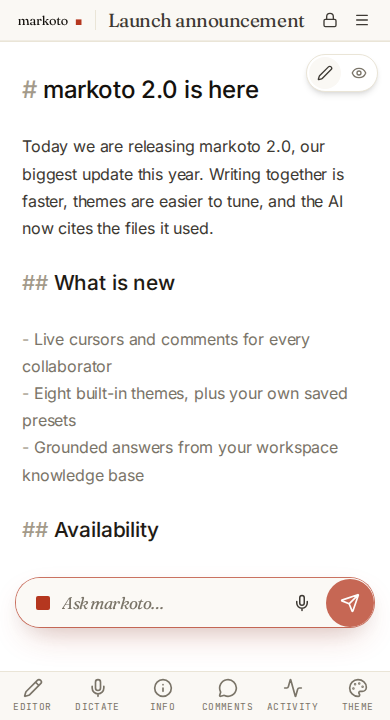 markoto
Launch announcement
# markoto 2.0 is here
Today we are releasing markoto 2.0, our
biggest update this year. Writing together is
faster, themes are easier to tune, and the AI
now cites the files it used.
## What is new
- Live cursors and comments for every
collaborator
- Eight built-in themes, plus your own saved
presets
- Grounded answers from your workspace
knowledge base
## Availability
Ask markoto...
EDITOR DICTATE INFO COMMENTS ACTIVITY THEME